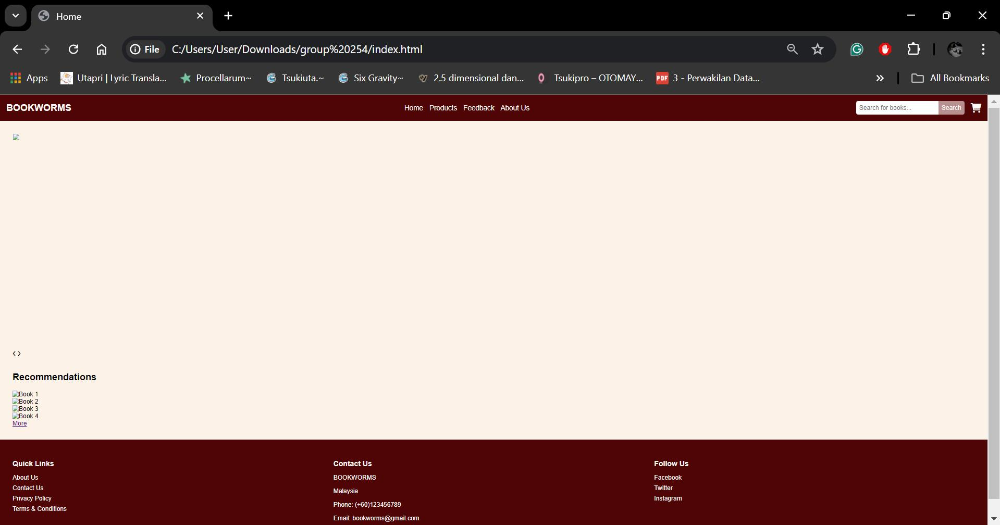 Home
File C:/Users/User/Downloads/group%20254/index.html
Apps Utapri | Lyric Transla... Procellarum~ Tsukiuta.~ Six Gravity~ 2.5 dimensional dan... Tsukipro – OTOMAY... PDF 3 - Perwakilan Data... » All Bookmarks
BOOKWORMS Home Products Feedback About Us Search for books... Search
‹ ›
Recommendations
Book 1
Book 2
Book 3
Book 4
More
Quick Links
About Us
Contact Us
Privacy Policy
Terms & Conditions
Contact Us
BOOKWORMS
Malaysia
Phone: (+60)123456789
Email: bookworms@gmail.com
Follow Us
Facebook
Twitter
Instagram